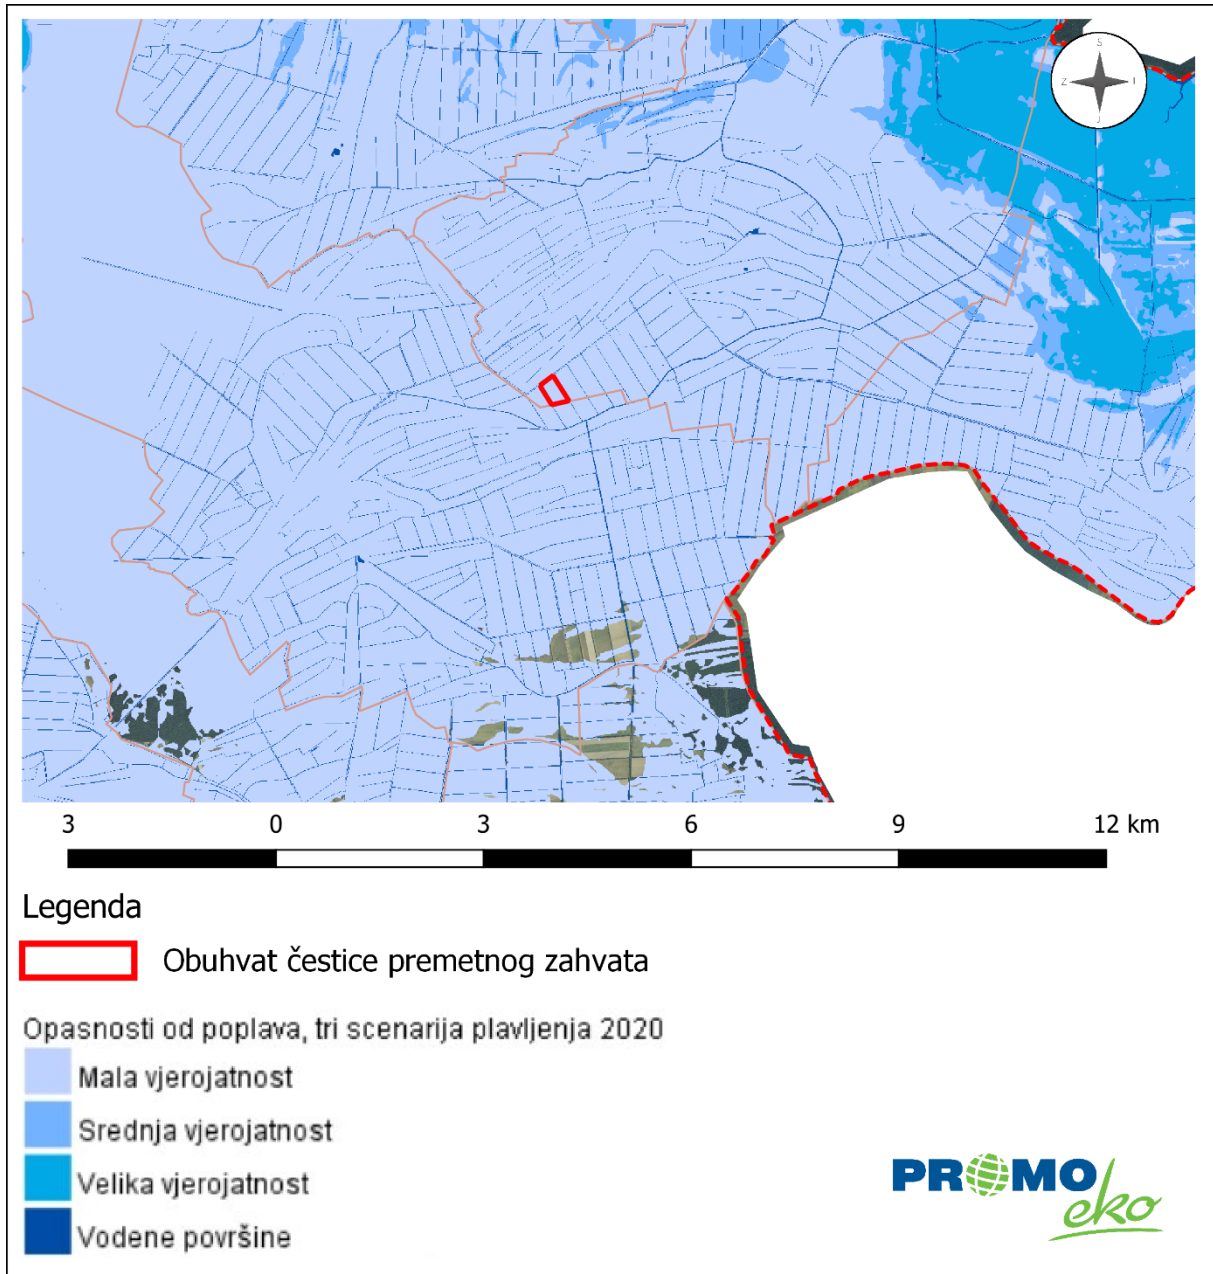 S
Z
I
J
3 0 3 6 9 12 km
Legenda
Obuhvat čestice premetnog zahvata
Opasnosti od poplava, tri scenarija plavljenja 2020
Mala vjerojatnost
Srednja vjerojatnost
Velika vjerojatnost
Vodene površine
PROMO
eko